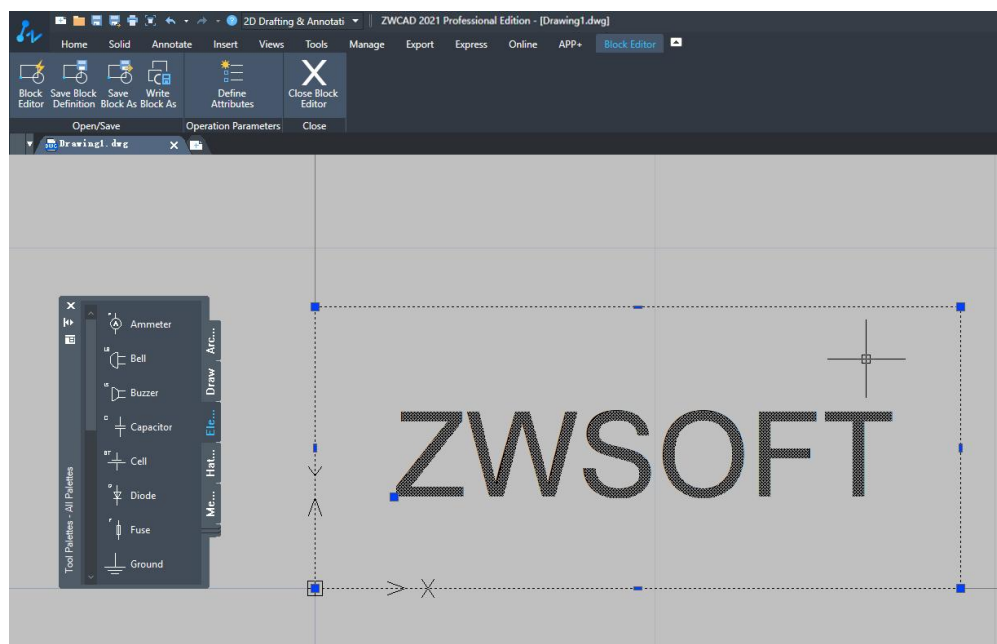 2D Drafting & Annotati
ZWCAD 2021 Professional Edition - [Drawing1.dwg]
Home Solid Annotate Insert Views Tools Manage Export Express Online APP+ Block Editor
Block Editor
Save Block Definition
Save Block As
Write Block As
Define Attributes
Close Block Editor
Open/Save Operation Parameters Close
Drawing1.dwg
Ammeter
Bell
Buzzer
Capacitor
Cell
Diode
Fuse
Ground
Arc...
Draw
Ele...
Hat...
Me...
Tool Palettes - All Palettes
ZWSOFT
Y
X